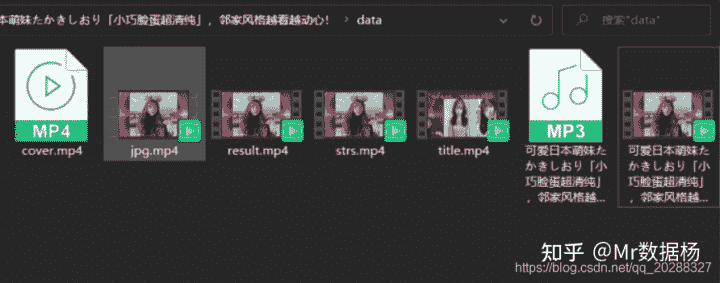 本萌妹たかきしおり「小巧脸蛋超清纯」，邻家风格越看越动心！ > data
搜索"data"
MP4
MP3
cover.mp4
jpg.mp4
result.mp4
strs.mp4
title.mp4
可爱日本萌妹た
かきしおり「小
巧脸蛋超清纯」
，邻家风格越...
可爱日本萌妹た
かきしおり「小
巧脸蛋超清纯」
，邻家风格越...
知乎 @Mr数据杨
https://blog.csdn.net/qq_20288327